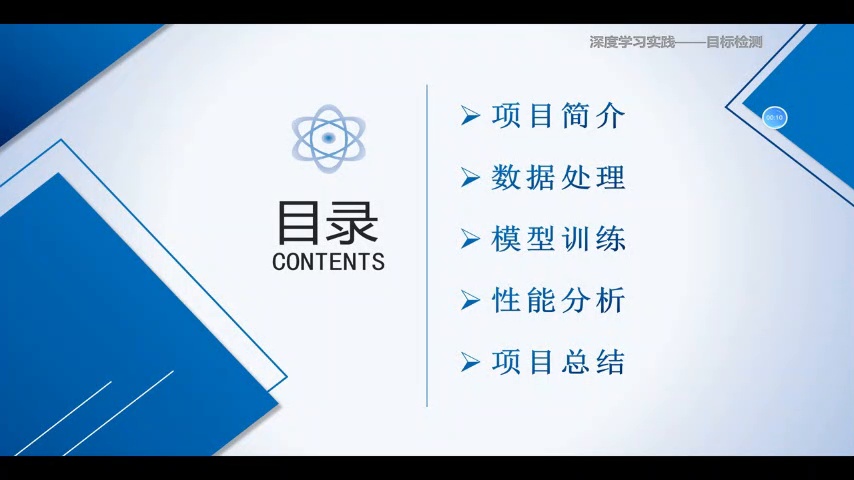 深度学习实践——目标检测
00:10
目录
CONTENTS
项目简介
数据处理
模型训练
性能分析
项目总结